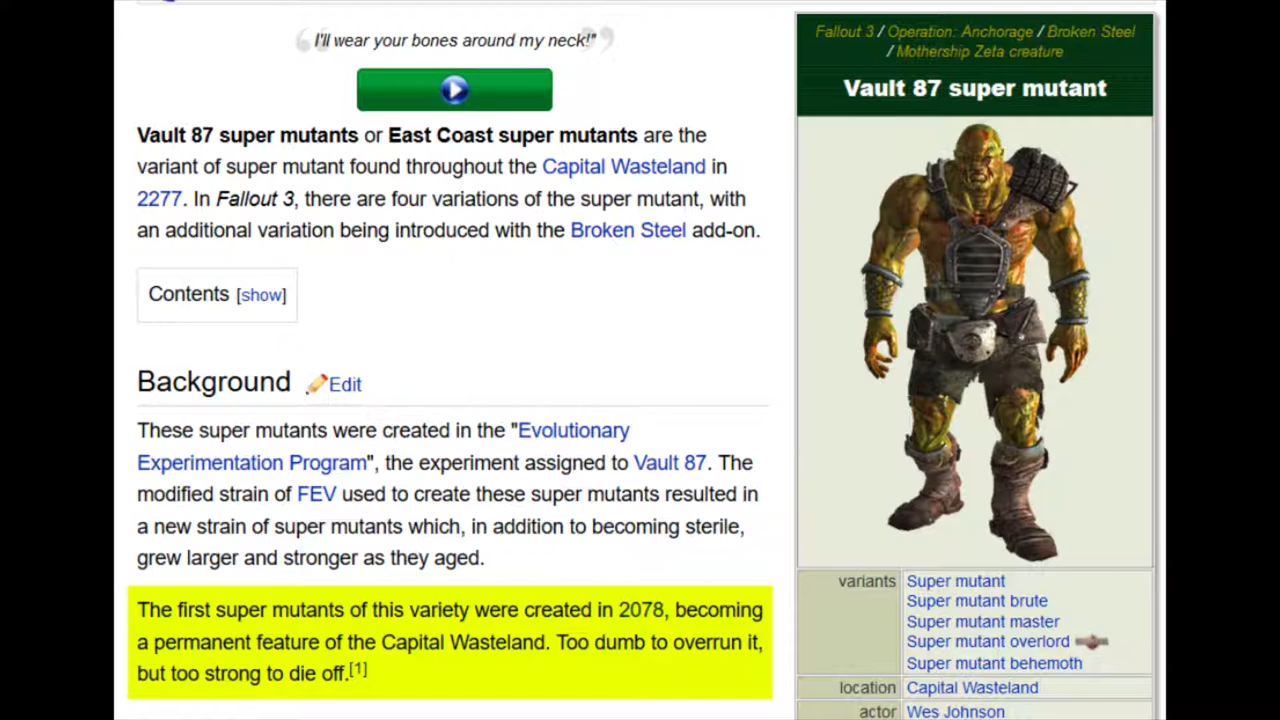 I'll wear your bones around my neck!"
Vault 87 super mutants or East Coast super mutants are the
variant of super mutant found throughout the Capital Wasteland in
2277. In Fallout 3, there are four variations of the super mutant, with
an additional variation being introduced with the Broken Steel add-on.
Contents [show]
Background Edit
These super mutants were created in the "Evolutionary
Experimentation Program", the experiment assigned to Vault 87. The
modified strain of FEV used to create these super mutants resulted in
a new strain of super mutants which, in addition to becoming sterile,
grew larger and stronger as they aged.
The first super mutants of this variety were created in 2078, becoming
a permanent feature of the Capital Wasteland. Too dumb to overrun it,
but too strong to die off.[1]
Fallout 3 / Operation: Anchorage / Broken Steel
/ Mothership Zeta creature
Vault 87 super mutant
variants Super mutant
Super mutant brute
Super mutant master
Super mutant overlord
Super mutant behemoth
location Capital Wasteland
actor Wes Johnson